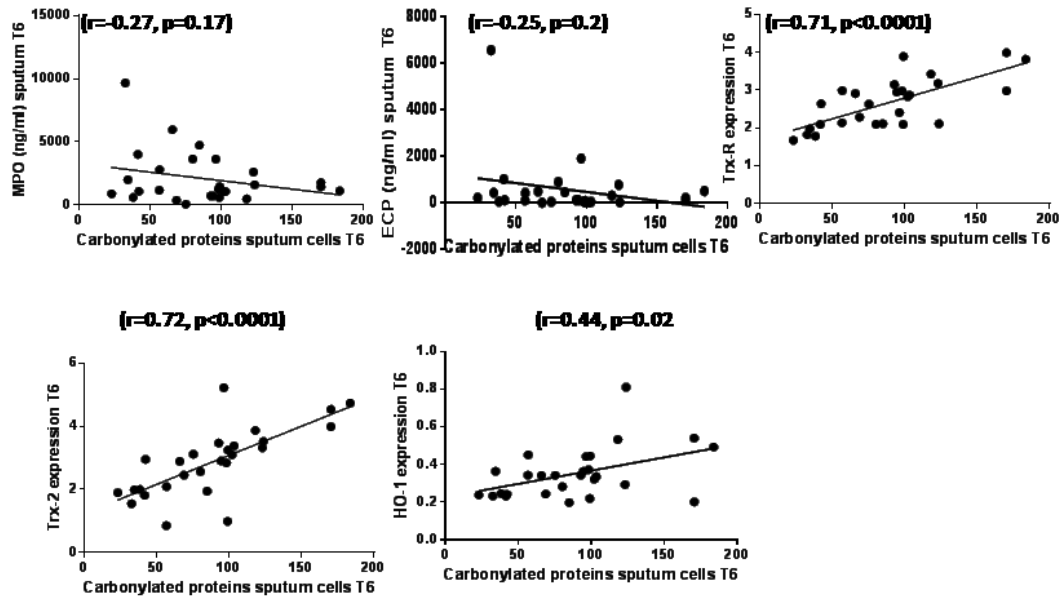 (r=-0.27, p=0.17)
MPO (ng/ml) sputum T6
15000
10000
5000
0
0 50 100 150 200
Carbonylated proteins sputum cells T6
(r=-0.25, p=0.2)
ECP (ng/ml) sputum T6
8000
6000
4000
2000
0
-2000
50 100 150 200
Carbonylated proteins sputum cells T6
(r=0.71, p<0.0001)
Trx-R expression T6
5
4
3
2
1
0
0 50 100 150 200
Carbonylated proteins sputum cells T6
(r=0.72, p<0.0001)
Trx-2 expression T6
6
4
2
0
0 50 100 150 200
Carbonylated proteins sputum cells T6
(r=0.44, p=0.02
HO-1 expression T6
1.0
0.8
0.6
0.4
0.2
0.0
0 50 100 150 200
Carbonylated proteins sputum cells T6